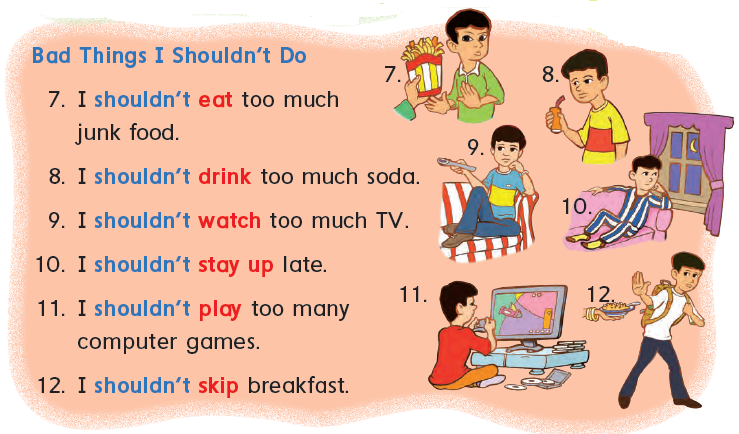 Bad Things I Shouldn't Do
7. I shouldn't eat too much
junk food.
8. I shouldn't drink too much soda.
9. I shouldn't watch too much TV.
10. I shouldn't stay up late.
11. I shouldn't play too many
computer games.
12. I shouldn't skip breakfast.
7.
8.
9.
10.
11.
12.